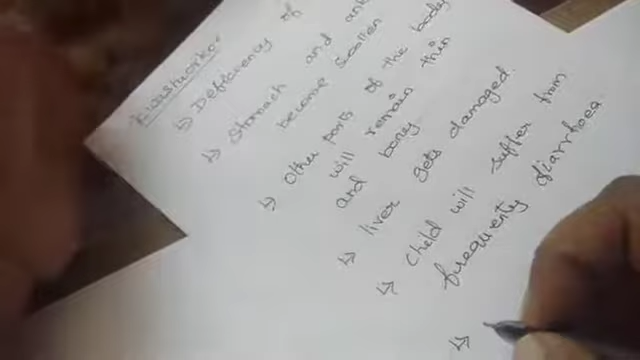 Kwashiorkor
↳ Deficiency of
↳ Stomach and
become swollen
↳ Other parts of the body
will remain thin
and boney
↳ liver gets damaged.
↳ Child will suffer from
frequently diarrhoea
↳